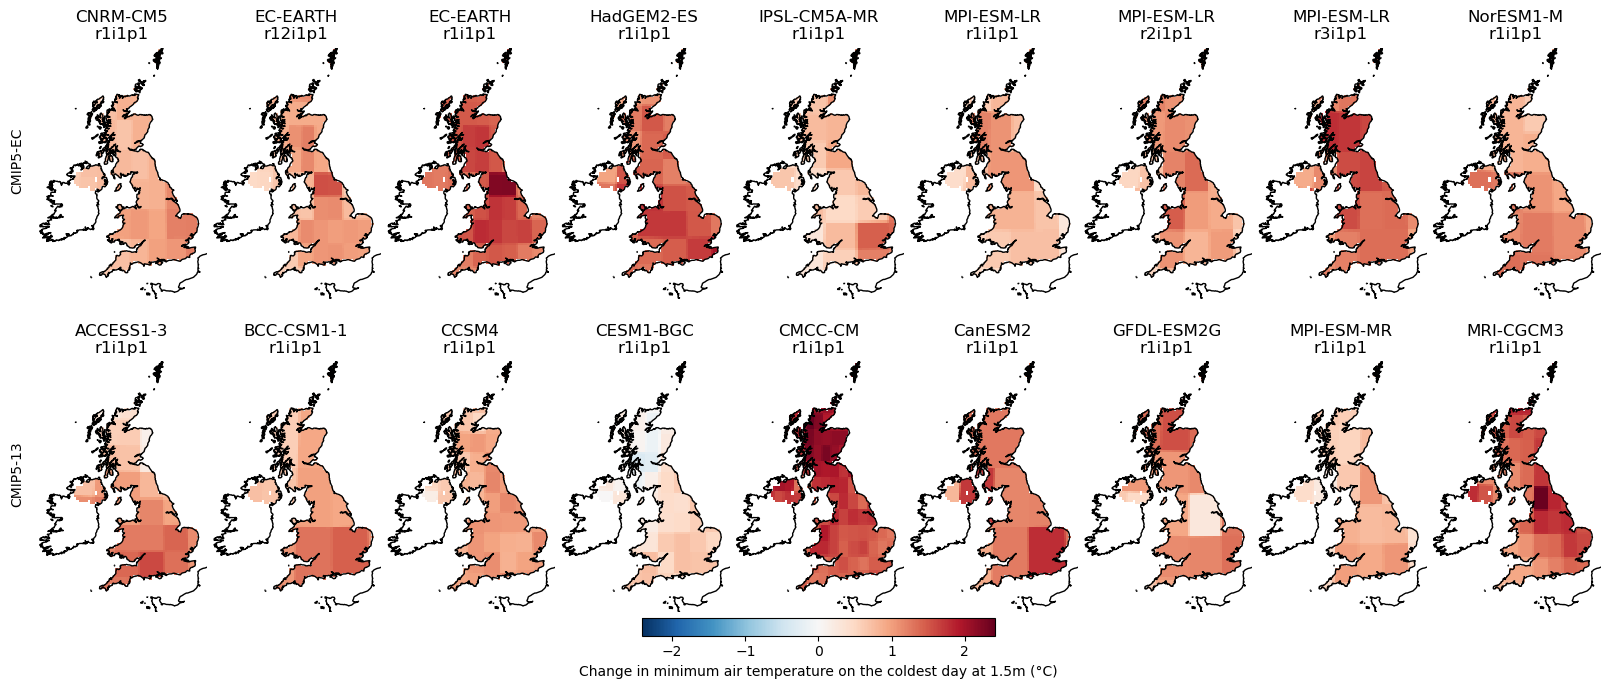 CNRM-CM5 EC-EARTH EC-EARTH HadGEM2-ES IPSL-CM5A-MR MPI-ESM-LR MPI-ESM-LR MPI-ESM-LR NorESM1-M
r1i1p1 r12i1p1 r1i1p1 r1i1p1 r1i1p1 r1i1p1 r2i1p1 r3i1p1 r1i1p1
CMIP5-EC
ACCESS1-3 BCC-CSM1-1 CCSM4 CESM1-BGC CMCC-CM CanESM2 GFDL-ESM2G MPI-ESM-MR MRI-CGCM3
r1i1p1 r1i1p1 r1i1p1 r1i1p1 r1i1p1 r1i1p1 r1i1p1 r1i1p1 r1i1p1
CMIP5-13
−2 −1 0 1 2
Change in minimum air temperature on the coldest day at 1.5m (°C)